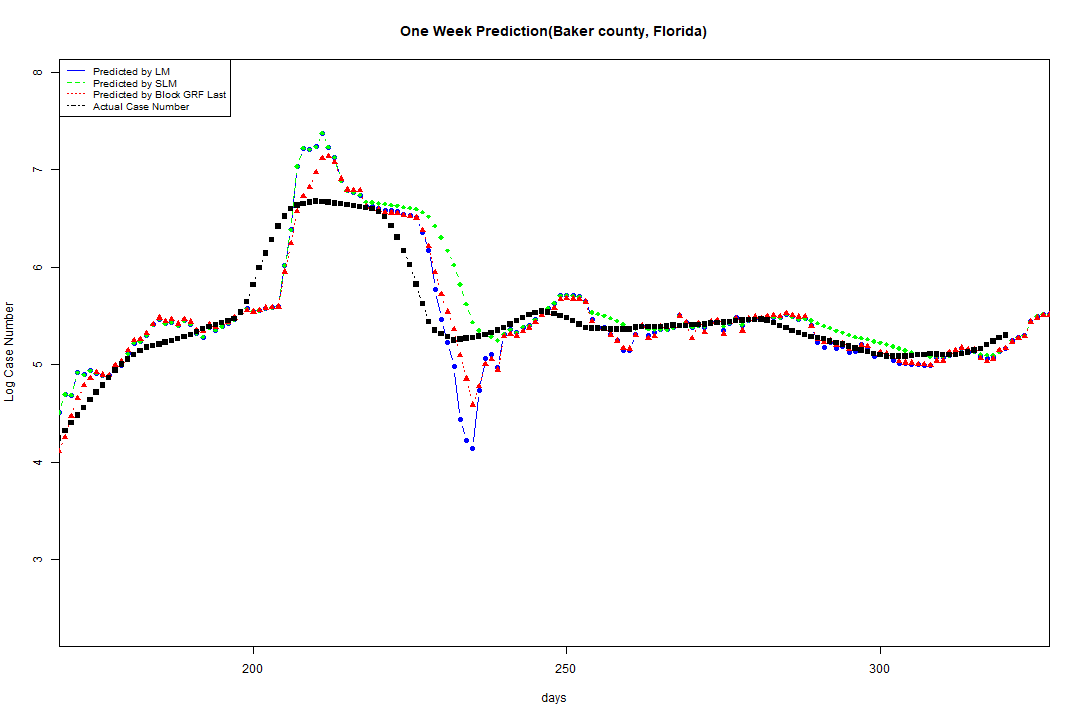 One Week Prediction(Baker county, Florida)
Predicted by LM
Predicted by SLM
Predicted by Block GRF Last
Actual Case Number
8
7
6
5
4
3
Log Case Number
200
250
300
days